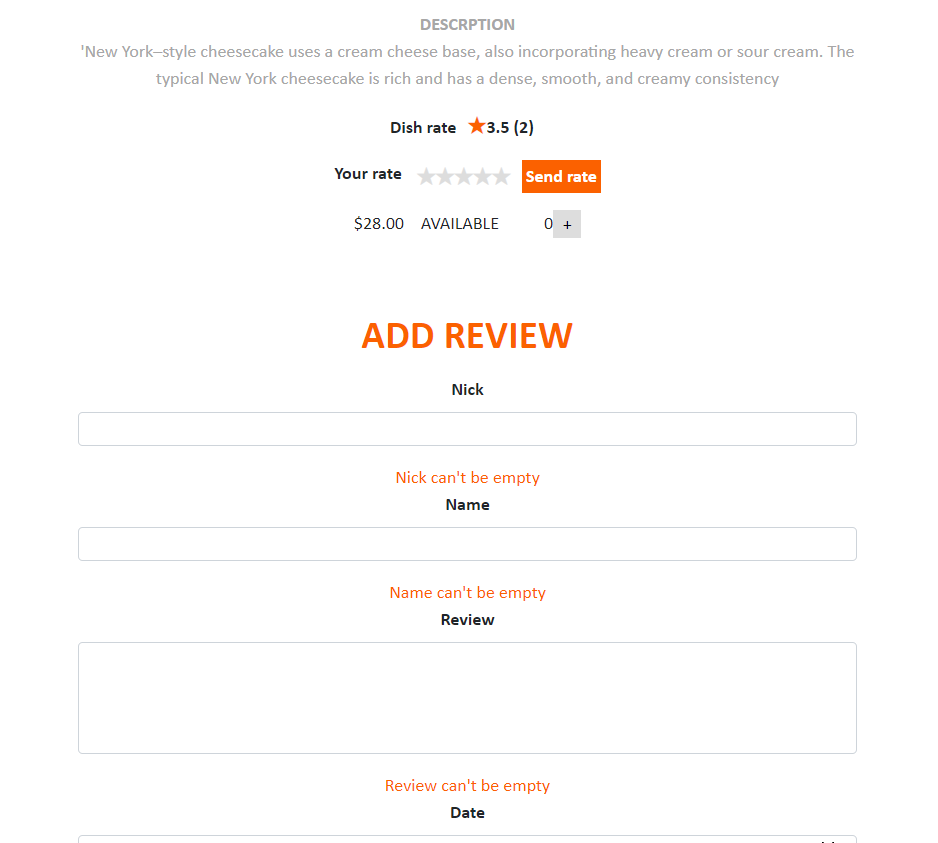 DESCRPTION
'New York–style cheesecake uses a cream cheese base, also incorporating heavy cream or sour cream. The
typical New York cheesecake is rich and has a dense, smooth, and creamy consistency
Dish rate ★3.5 (2)
Your rate ★★★★★ Send rate
$28.00 AVAILABLE 0 +
ADD REVIEW
Nick
Nick can't be empty
Name
Name can't be empty
Review
Review can't be empty
Date